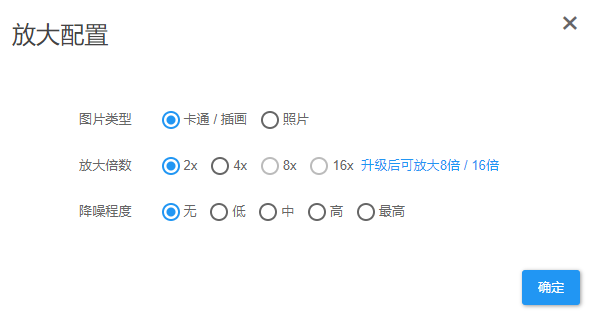 放大配置
图片类型 卡通 / 插画 照片
放大倍数 2x 4x 8x 16x 升级后可放大8倍 / 16倍
降噪程度 无 低 中 高 最高
确定